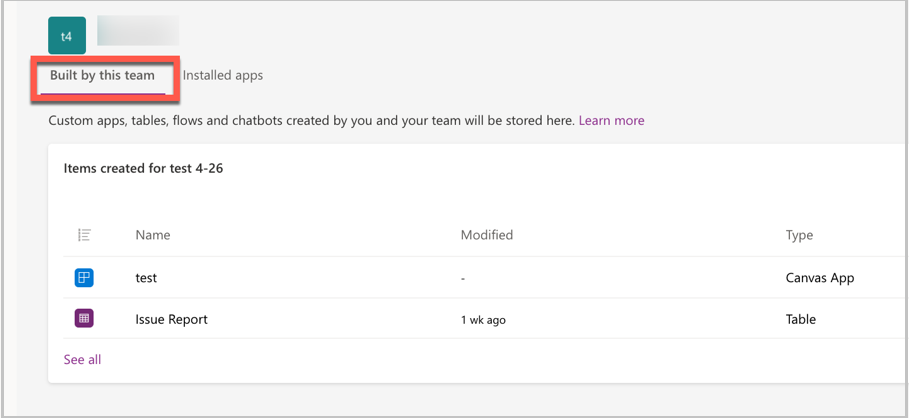 t4
Built by this team Installed apps
Custom apps, tables, flows and chatbots created by you and your team will be stored here. Learn more
Items created for test 4-26
Name Modified Type
test - Canvas App
Issue Report 1 wk ago Table
See all